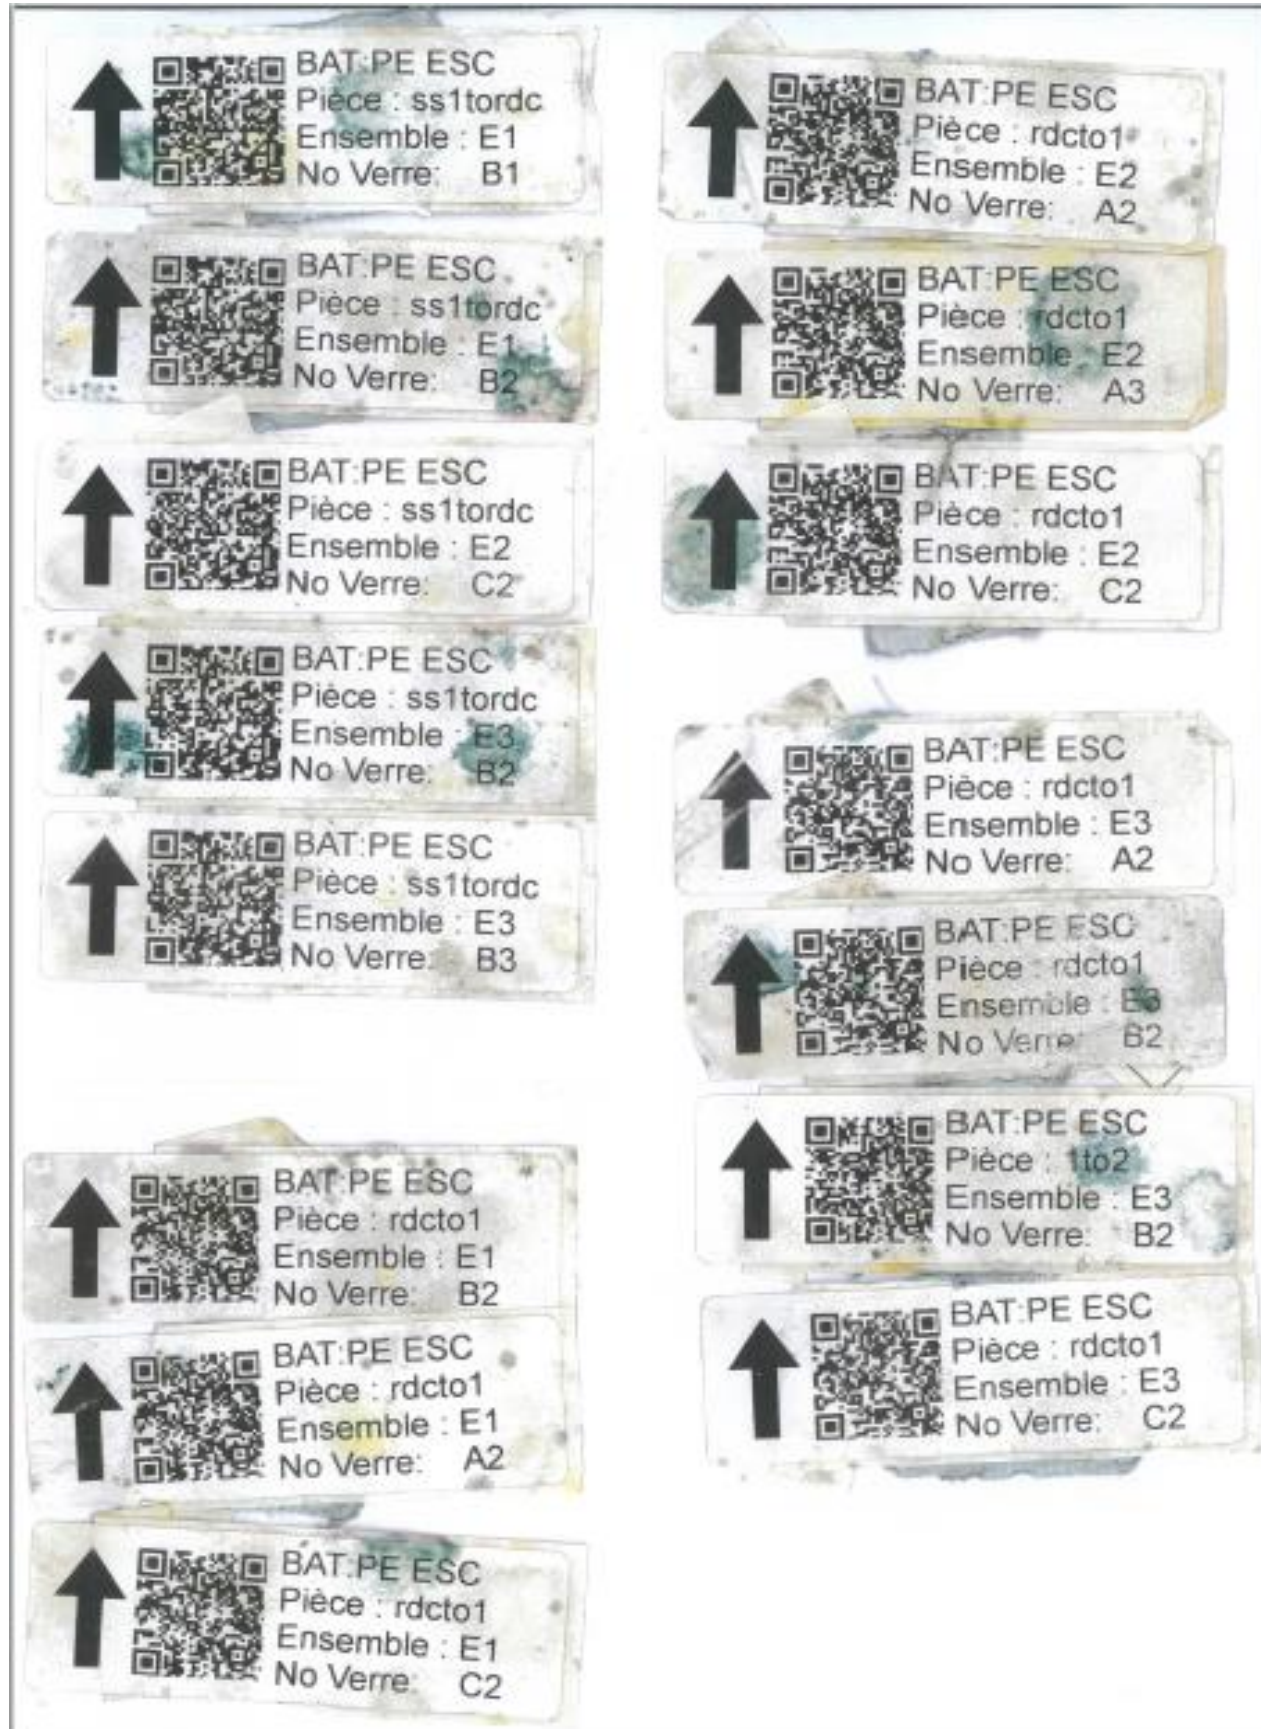 BAT:PE ESC
Pièce : ss1tordc
Ensemble : E1
No Verre: B1
BAT:PE ESC
Pièce : ss1tordc
Ensemble : E1
No Verre: B2
BAT:PE ESC
Pièce : ss1tordc
Ensemble : E2
No Verre: C2
BAT:PE ESC
Pièce : ss1tordc
Ensemble : E3
No Verre: B2
BAT:PE ESC
Pièce : ss1tordc
Ensemble : E3
No Verre: B3
BAT:PE ESC
Pièce : rdcto1
Ensemble : E1
No Verre: B2
BAT:PE ESC
Pièce : rdcto1
Ensemble : E1
No Verre: A2
BAT:PE ESC
Pièce : rdcto1
Ensemble : E1
No Verre: C2
BAT:PE ESC
Pièce : rdcto1
Ensemble : E2
No Verre: A2
BAT:PE ESC
Pièce : rdcto1
Ensemble E2
No Verre: A3
BAT:PE ESC
Pièce : rdcto1
Ensemble : E2
No Verre: C2
BAT:PE ESC
Pièce : rdcto1
Ensemble : E3
No Verre: A2
BAT:PE ESC
Pièce : rdcto1
Ensemble : E3
No Verre: B2
BAT:PE ESC
Pièce : 1to2
Ensemble : E3
No Verre: B2
BAT:PE ESC
Pièce : rdcto1
Ensemble : E3
No Verre: C2